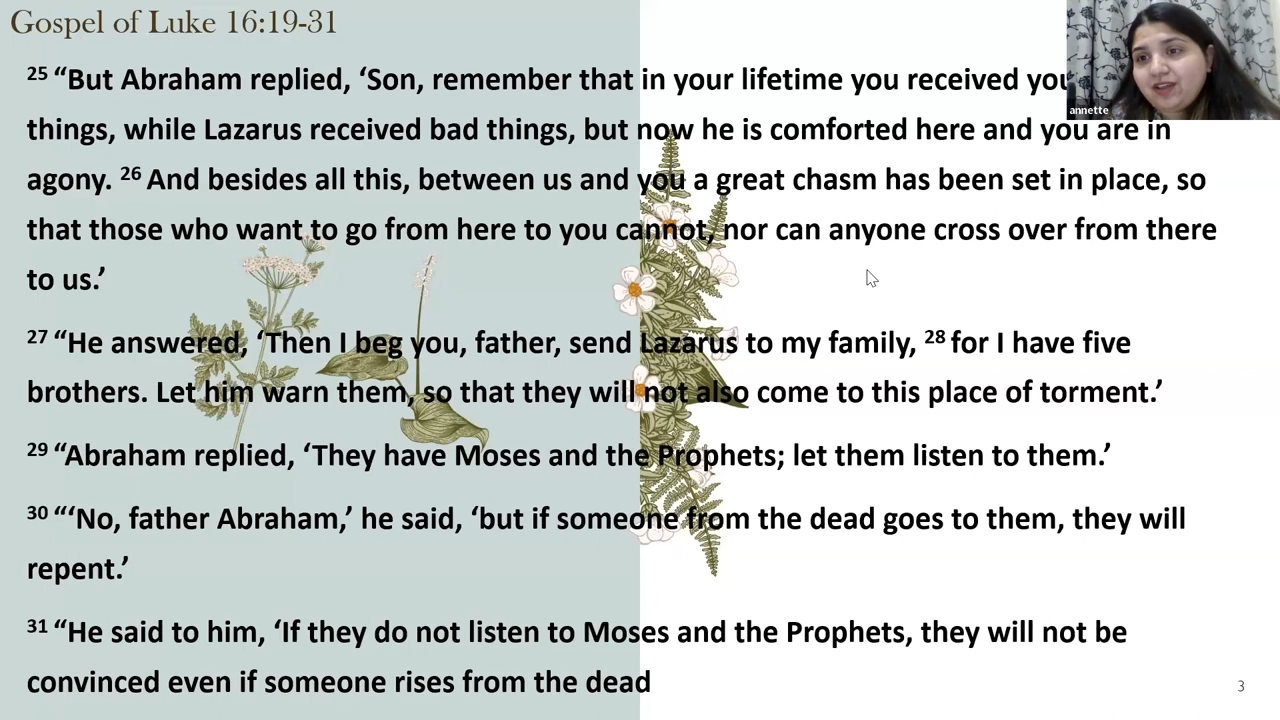 Gospel of Luke 16:19-31
25 “But Abraham replied, ‘Son, remember that in your lifetime you received
annette
things, while Lazarus received bad things, but now he is comforted here and you are in
agony. 26 And besides all this, between us and you a great chasm has been set in place, so
that those who want to go from here to you cannot, nor can anyone cross over from there
to us.’
27 “He answered, ‘Then I beg you, father, send Lazarus to my family, 28 for I have five
brothers. Let him warn them, so that they will not also come to this place of torment.’
29 “Abraham replied, ‘They have Moses and the Prophets; let them listen to them.’
30 “‘No, father Abraham,’ he said, ‘but if someone from the dead goes to them, they will
repent.’
31 “He said to him, ‘If they do not listen to Moses and the Prophets, they will not be
convinced even if someone rises from the dead
3